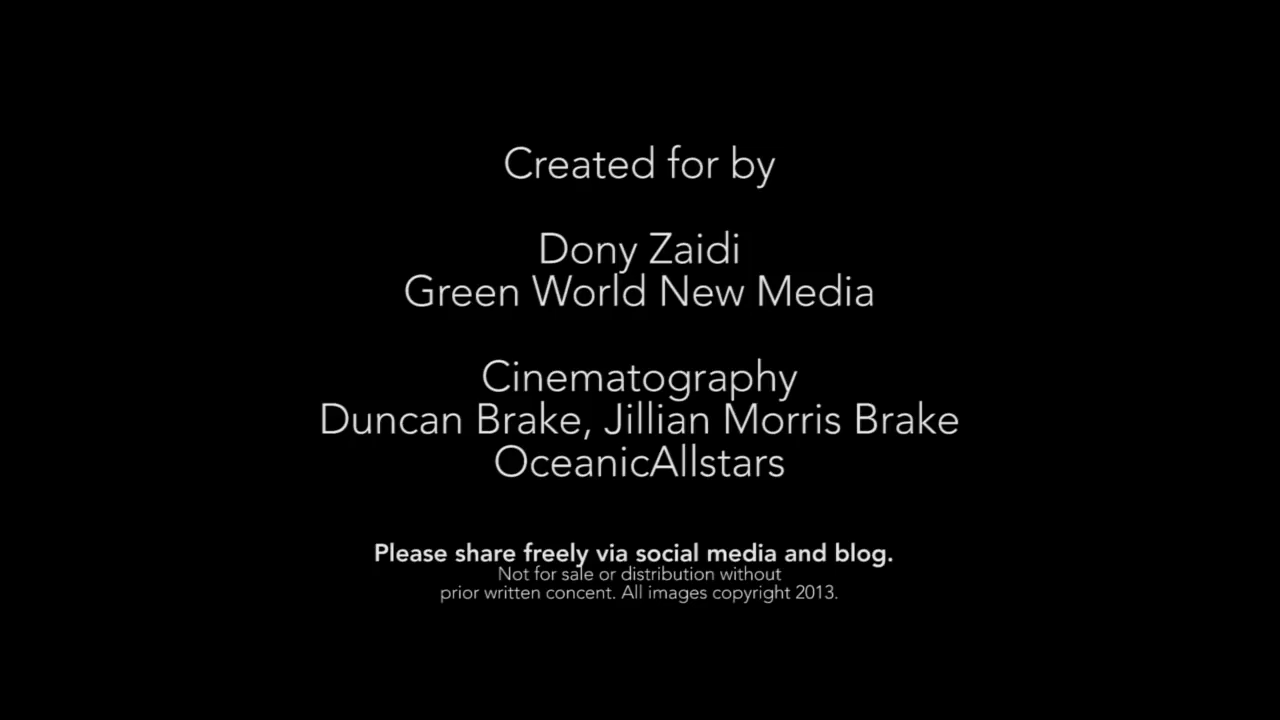 Created for by
Dony Zaidi
Green World New Media
Cinematography
Duncan Brake, Jillian Morris Brake
OceanicAllstars
Please share freely via social media and blog.
Not for sale or distribution without
prior written concent. All images copyright 2013.